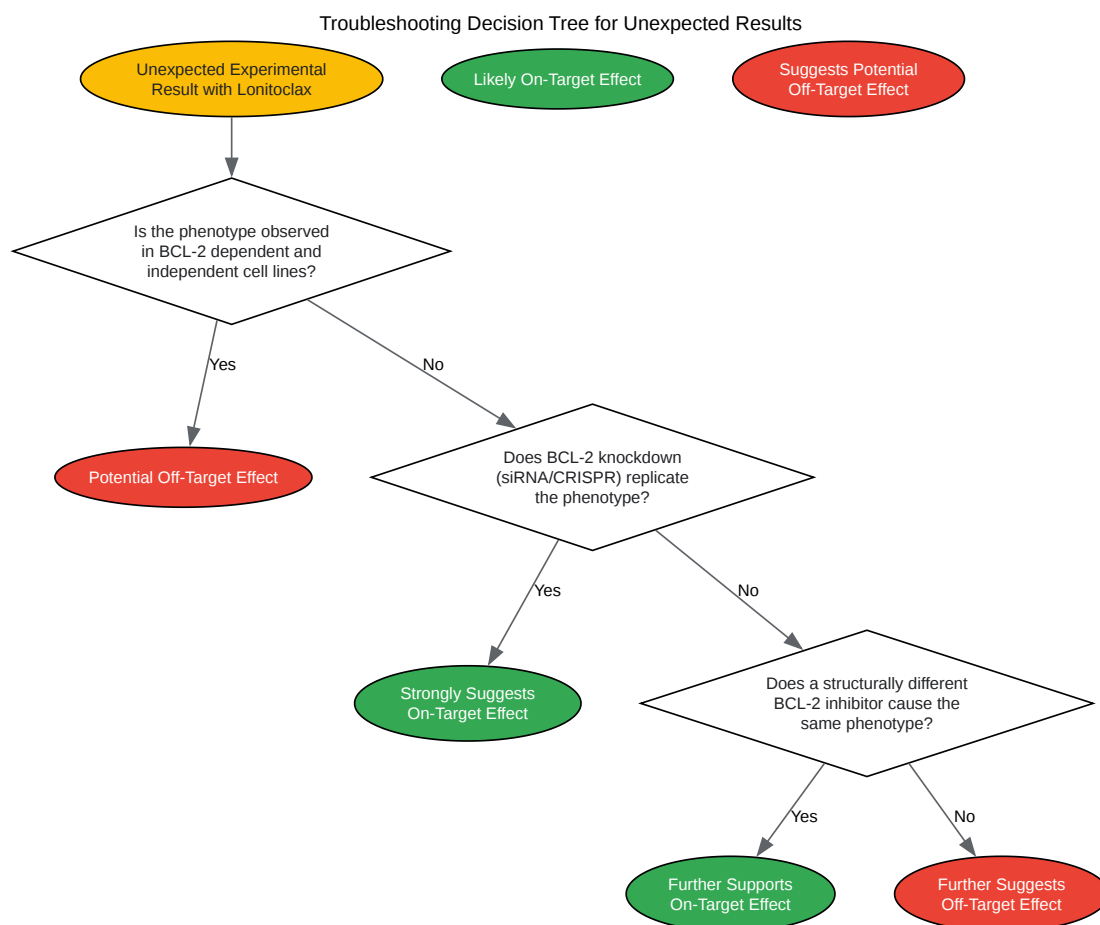 Troubleshooting Decision Tree for Unexpected Results
Unexpected Experimental
Result with Lonitoclax
Likely On-Target Effect
Suggests Potential
Off-Target Effect
Is the phenotype observed
in BCL-2 dependent and
independent cell lines?
Yes
No
Potential Off-Target Effect
Does BCL-2 knockdown
(siRNA/CRISPR) replicate
the phenotype?
Yes
No
Strongly Suggests
On-Target Effect
Does a structurally different
BCL-2 inhibitor cause the
same phenotype?
Yes
No
Further Supports
On-Target Effect
Further Suggests
Off-Target Effect